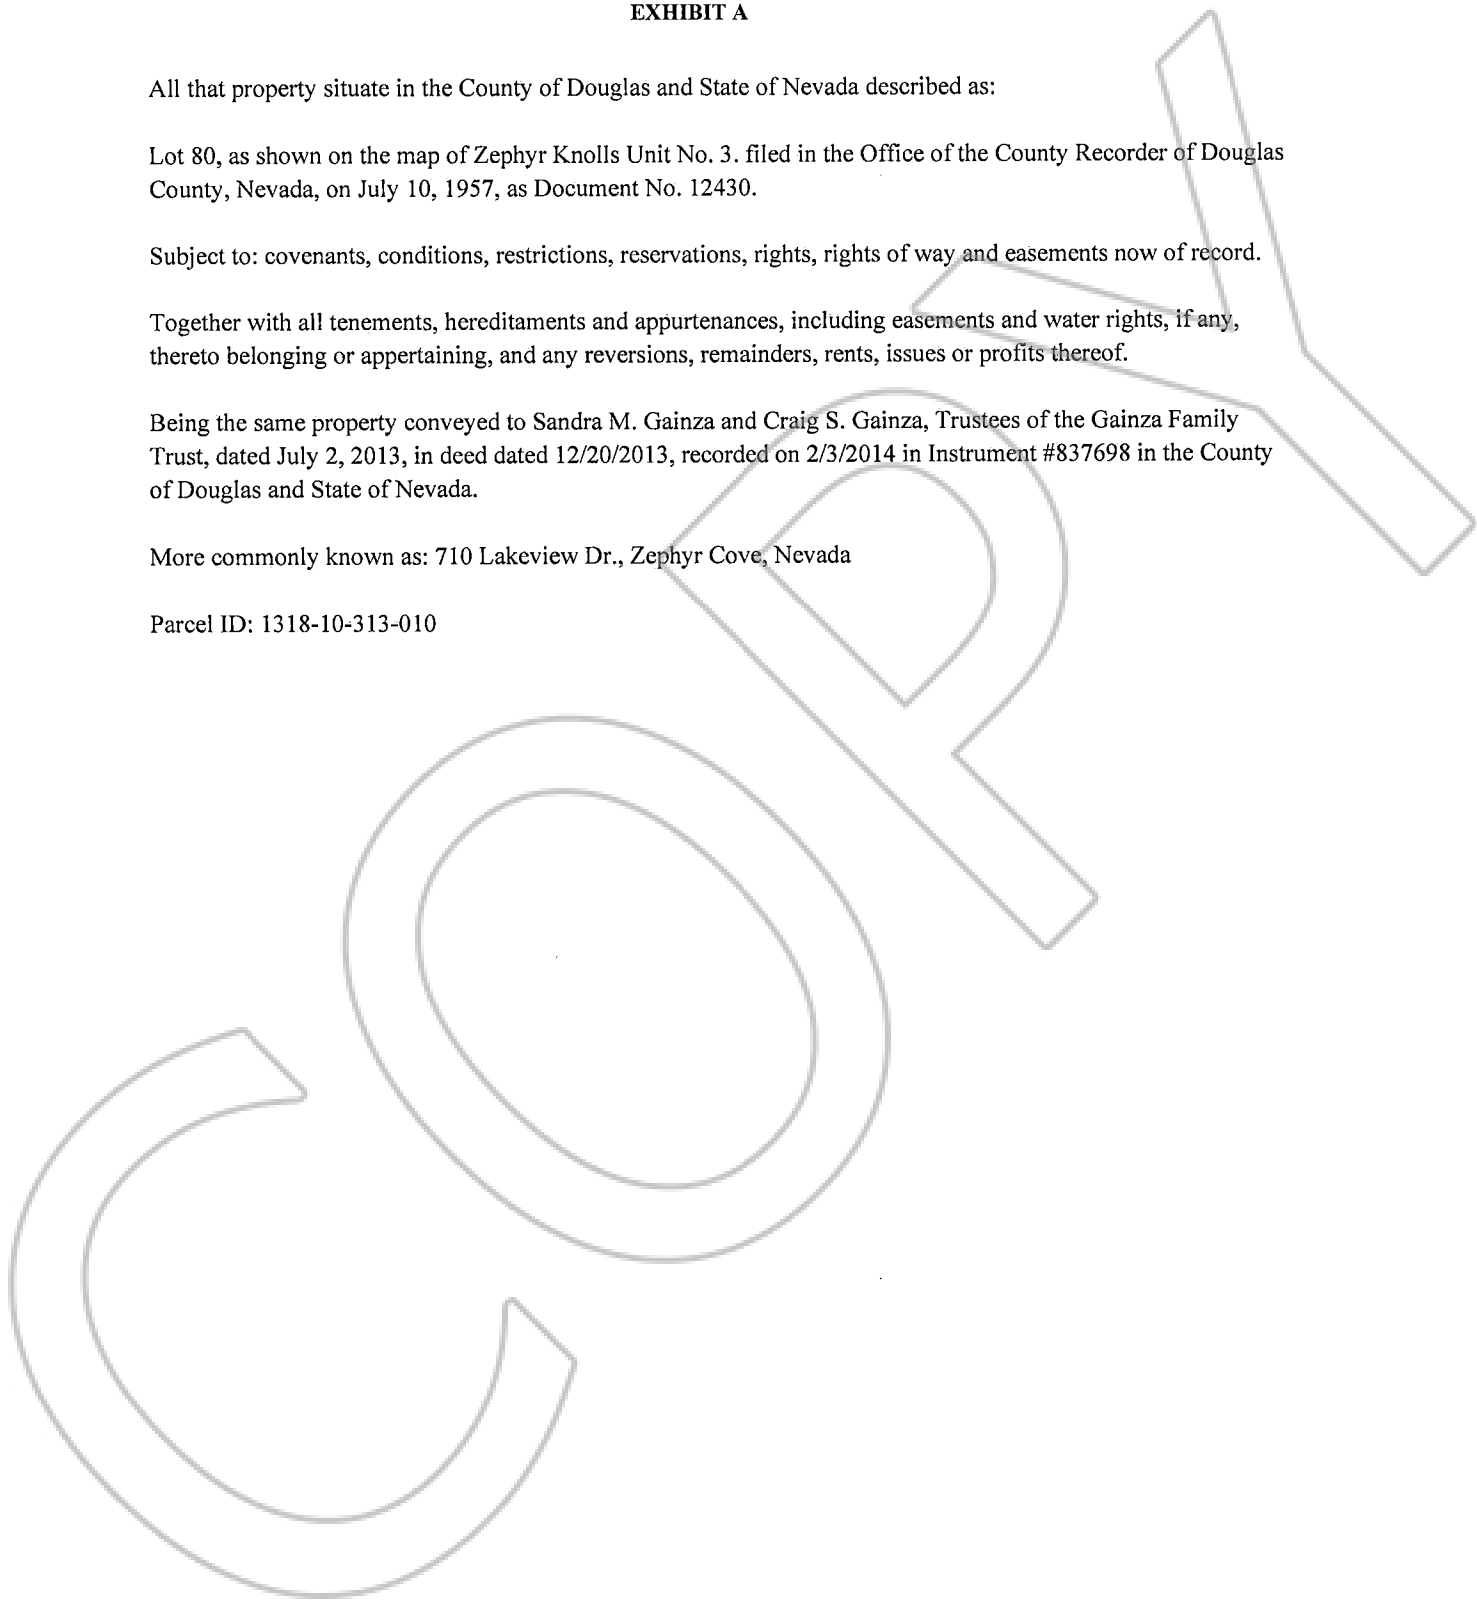 EXHIBIT A
All that property situate in the County of Douglas and State of Nevada described as:
Lot 80, as shown on the map of Zephyr Knolls Unit No. 3. filed in the Office of the County Recorder of Douglas
County, Nevada, on July 10, 1957, as Document No. 12430.
Subject to: covenants, conditions, restrictions, reservations, rights, rights of way and easements now of record.
Together with all tenements, hereditaments and appurtenances, including easements and water rights, if any,
thereto belonging or appertaining, and any reversions, remainders, rents, issues or profits thereof.
Being the same property conveyed to Sandra M. Gainza and Craig S. Gainza, Trustees of the Gainza Family
Trust, dated July 2, 2013, in deed dated 12/20/2013, recorded on 2/3/2014 in Instrument #837698 in the County
of Douglas and State of Nevada.
More commonly known as: 710 Lakeview Dr., Zephyr Cove, Nevada
Parcel ID: 1318-10-313-010
COPY